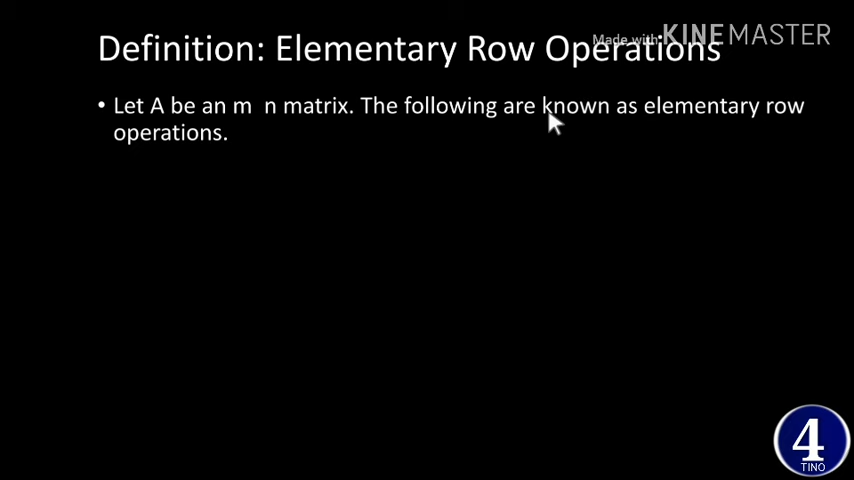 Made with KINEMASTER
Definition: Elementary Row Operations
• Let A be an m n matrix. The following are known as elementary row
operations.
4
TINO